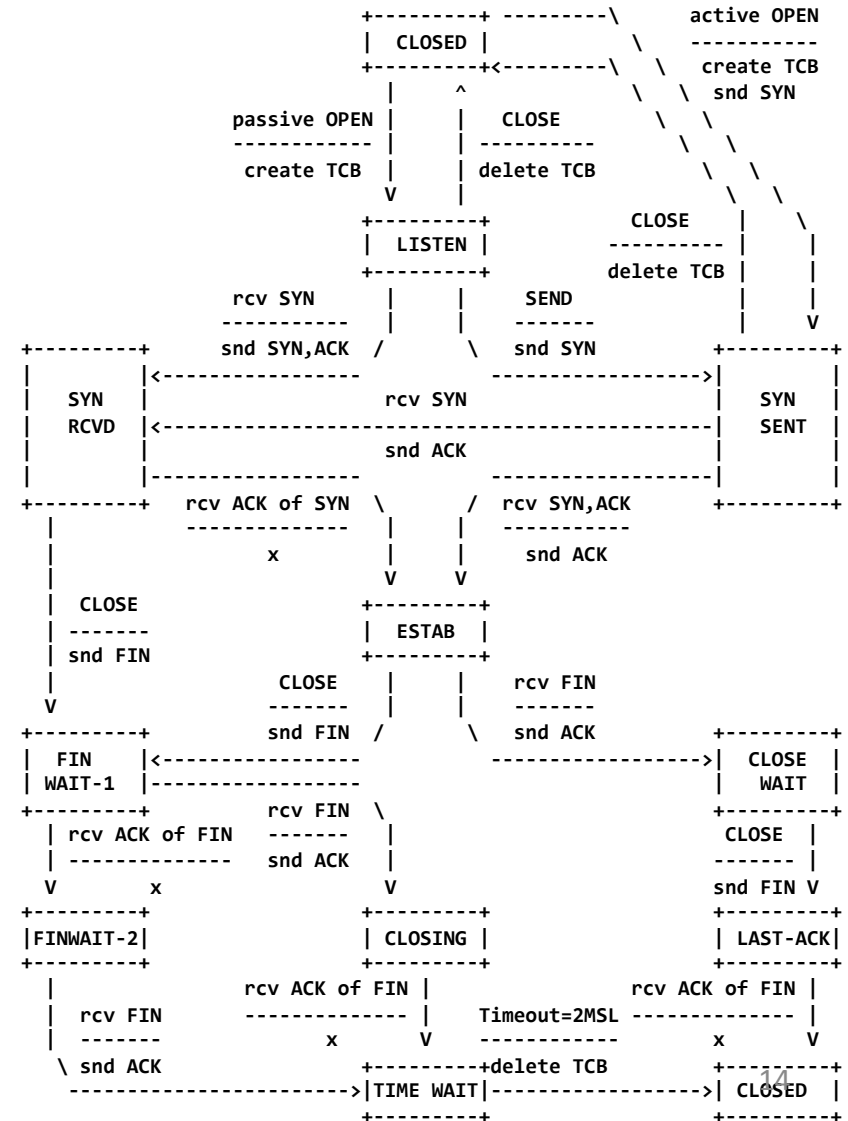 +---------+ ---------\ active OPEN
| CLOSED | \ -----------
+---------+<---------\ \ create TCB
| ^ \ \ snd SYN
passive OPEN | | CLOSE \ \
------------ | | ---------- \ \
create TCB | | delete TCB \ \
V | \ \
+---------+ CLOSE | \
| LISTEN | ---------- | |
+---------+ delete TCB | |
rcv SYN | | SEND | |
----------- | | ------- | V
+---------+ snd SYN,ACK / \ snd SYN +---------+
| |<----------------- ------------------>| |
| SYN | rcv SYN | SYN |
| RCVD |<-----------------------------------------------| SENT |
| | snd ACK | |
| |------------------ -------------------| |
+---------+ rcv ACK of SYN \ / rcv SYN,ACK +---------+
| -------------- | | -----------
| x | | snd ACK
| V V
| CLOSE +---------+
| ------- | ESTAB |
| snd FIN +---------+
| CLOSE | | rcv FIN
V ------- | | -------
+---------+ snd FIN / \ snd ACK +---------+
| FIN |<----------------- ------------------>| CLOSE |
| WAIT-1 |------------------ | WAIT |
+---------+ rcv FIN \ +---------+
| rcv ACK of FIN ------- | CLOSE |
| -------------- snd ACK | ------- |
V x V snd FIN V
+---------+ +---------+ +---------+
|FINWAIT-2| | CLOSING | | LAST-ACK|
+---------+ +---------+ +---------+
| rcv ACK of FIN | rcv ACK of FIN |
| rcv FIN -------------- | Timeout=2MSL -------------- |
| ------- x V ------------ x V
\ snd ACK +---------+delete TCB +---------+
------------------------>|TIME WAIT|------------------>| CLOSED |
+---------+ +---------+
14